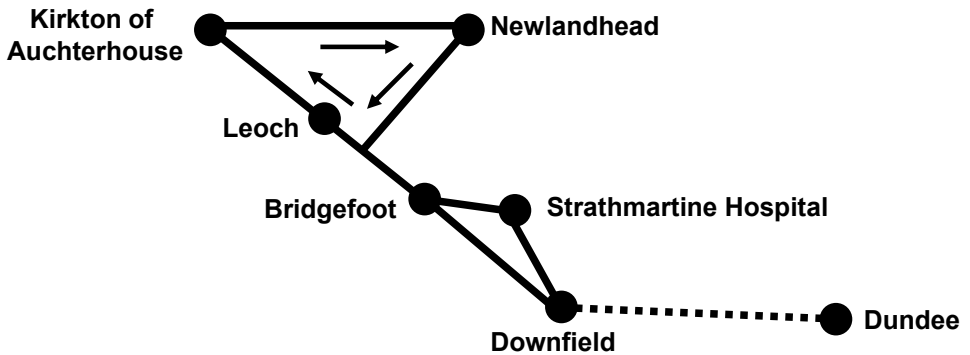 Kirkton of
Auchterhouse
Newlandhead
Leoch
Bridgefoot
Strathmartine Hospital
Downfield
Dundee